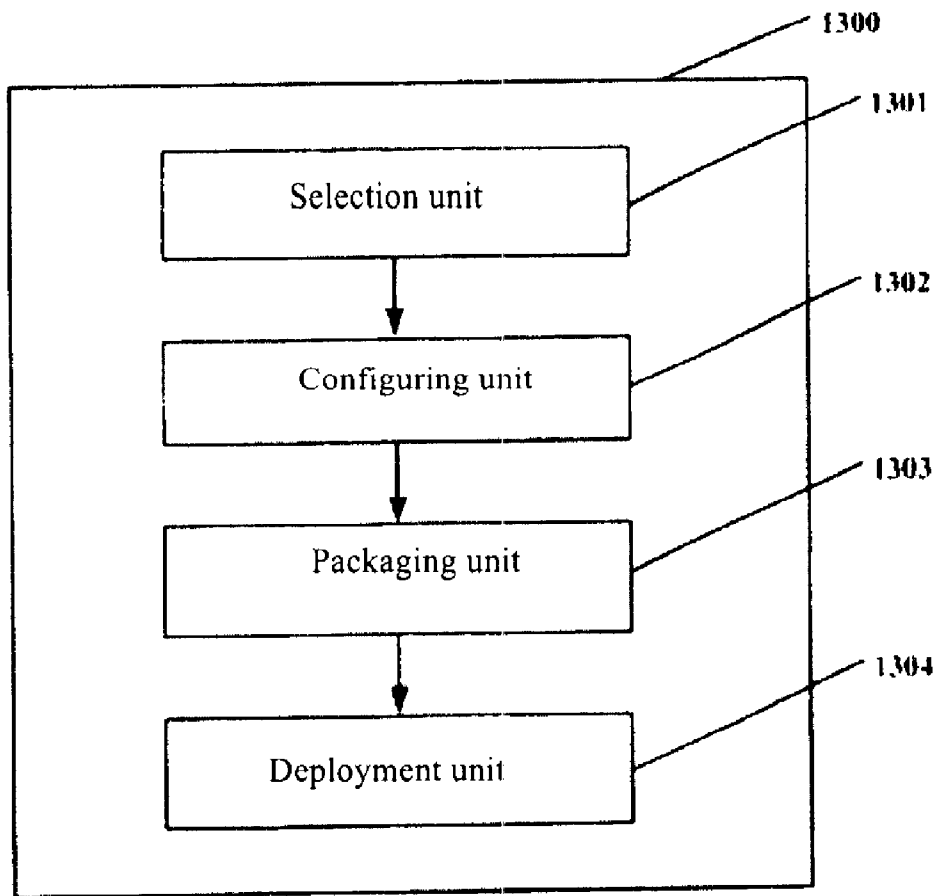 1300
1301
Selection unit
1302
Configuring unit
1303
Packaging unit
1304
Deployment unit